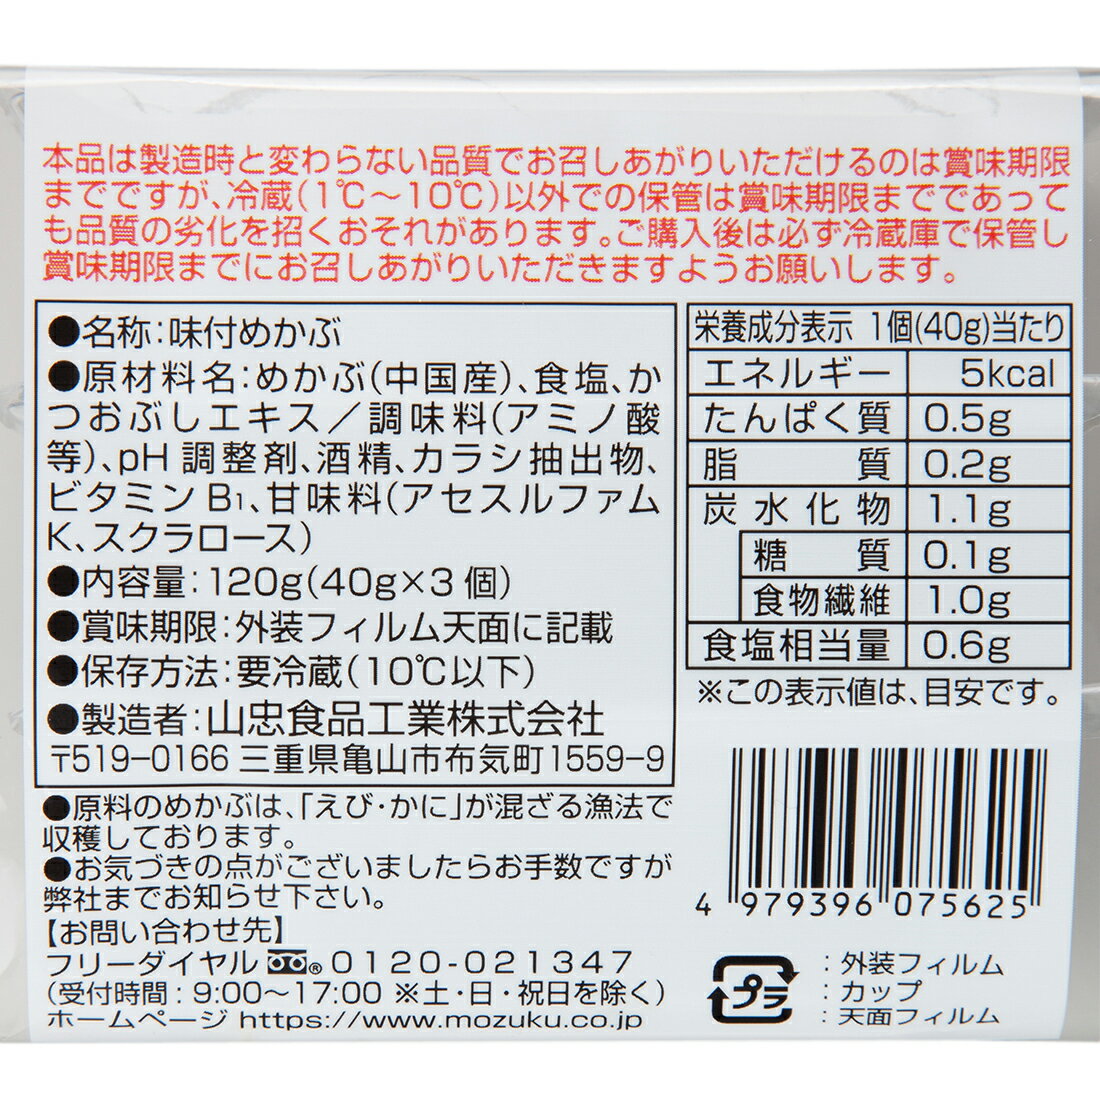 本品は製造時と変わらない品質でお召しあがりいただけるのは賞味期限
までですが、冷蔵(1℃～10℃)以外での保管は賞味期限までであって
も品質の劣化を招くおそれがあります。ご購入後は必ず冷蔵庫で保管し
賞味期限までにお召しあがりいただきますようお願いします。
●名称:味付めかぶ
●原材料名:めかぶ(中国産)、食塩、か
つおぶしエキス／調味料(アミノ酸
等)、pH調整剤、酒精、カラシ抽出物、
ビタミンB1、甘味料(アセスルファム
K、スクラロース)
●内容量:120g(40g×3個)
●賞味期限:外装フィルム天面に記載
●保存方法:要冷蔵(10℃以下)
●製造者:山忠食品工業株式会社
〒519-0166 三重県亀山市布気町1559-9
●原料のめかぶは、「えび・かに」が混ざる漁法で
収穫しております。
●お気づきの点がございましたらお手数ですが
弊社までお知らせ下さい。
【お問い合わせ先】
フリーダイヤル ® 0120-021347
(受付時間:9:00～17:00 ※土・日・祝日を除く)
ホームページ https://www.mozuku.co.jp
栄養成分表示 1個(40g)当たり
エネルギー 5kcal
たんぱく質 0.5g
脂質 0.2g
炭水化物 1.1g
糖質 0.1g
食物繊維 1.0g
食塩相当量 0.6g
※この表示値は、目安です。
4 979396 075625
プラ
:外装フィルム
:カップ
:天面フィルム